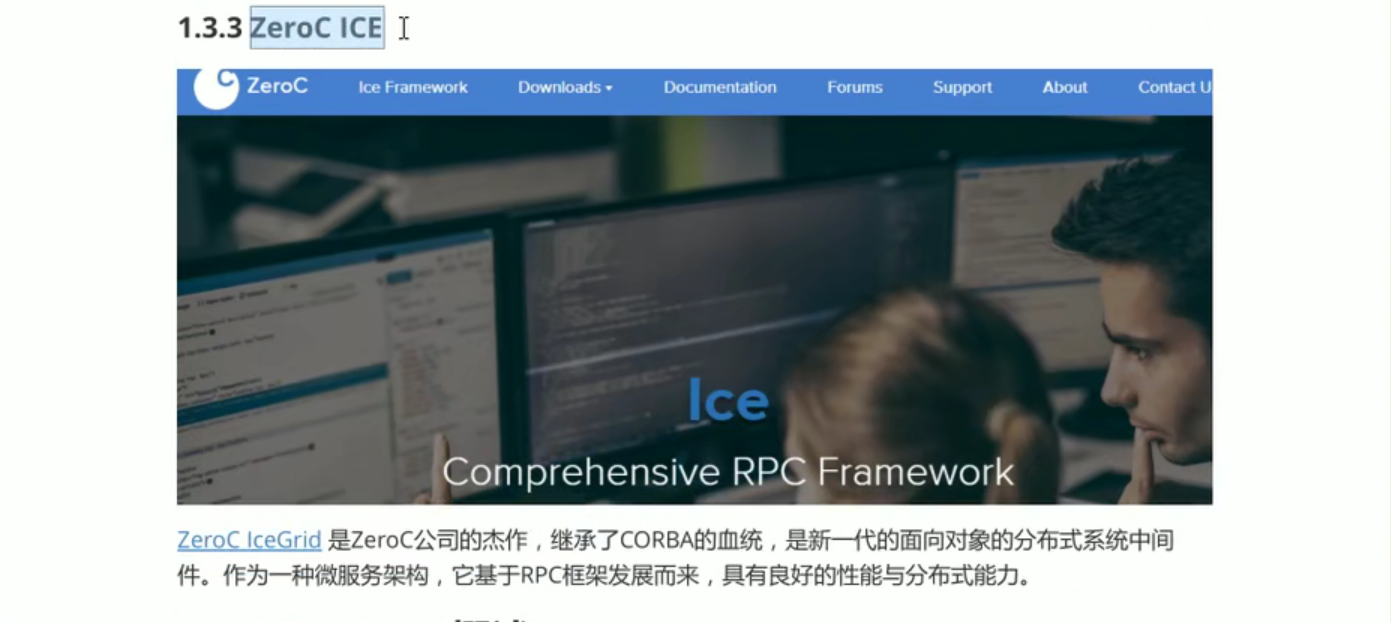 1.3.3 ZeroC ICE
ZeroC Ice Framework Downloads Documentation Forums Support About Contact U
Ice
Comprehensive RPC Framework
ZeroC IceGrid 是ZeroC公司的杰作，继承了CORBA的血统，是新一代的面向对象的分布式系统中间
件。作为一种微服务架构，它基于RPC框架发展而来，具有良好的性能与分布式能力。